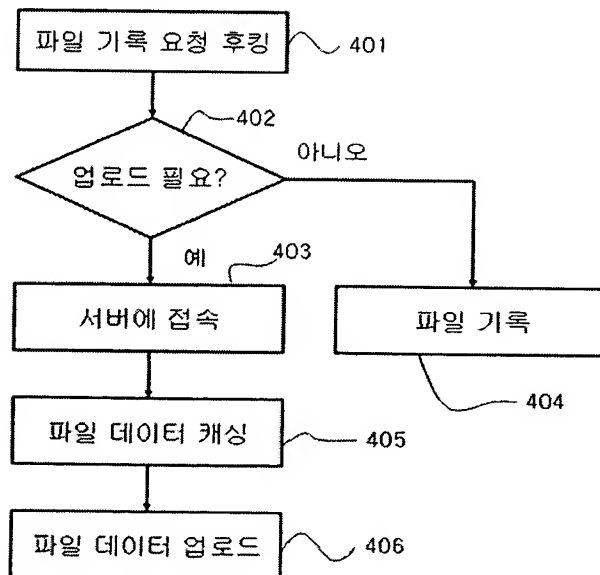 파일 기록 요청 후킹
401
402
업로드 필요?
아니오
예
403
서버에 접속
파일 기록
404
파일 데이터 캐싱
405
파일 데이터 업로드
406